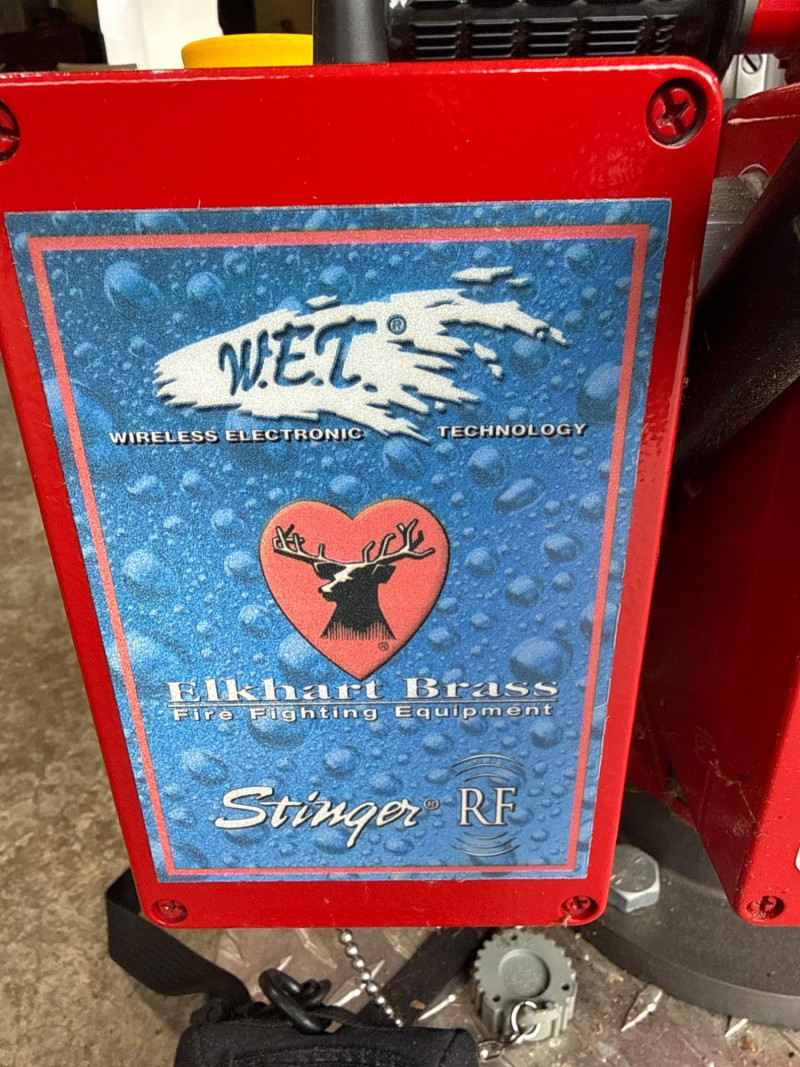 W.E.T.®
WIRELESS ELECTRONIC TECHNOLOGY
®
Elkhart Brass
Fire Fighting Equipment
Stinger® RF